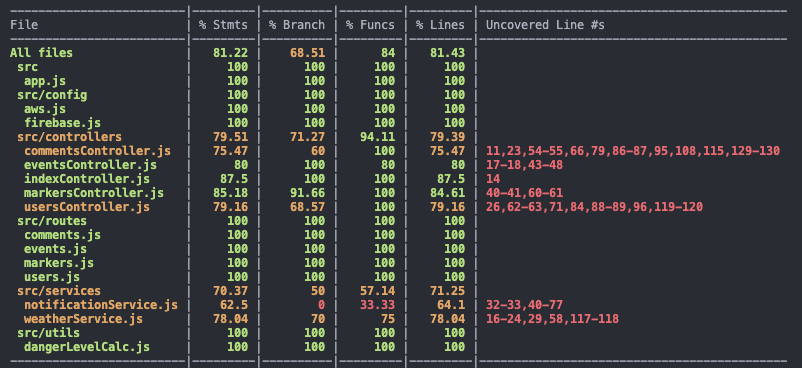 File | % Stmts | % Branch | % Funcs | % Lines | Uncovered Line #s
All files | 81.22 | 68.51 | 84 | 81.43 |
src | 100 | 100 | 100 | 100 |
app.js | 100 | 100 | 100 | 100 |
src/config | 100 | 100 | 100 | 100 |
aws.js | 100 | 100 | 100 | 100 |
firebase.js | 100 | 100 | 100 | 100 |
src/controllers | 79.51 | 71.27 | 94.11 | 79.39 |
commentsController.js | 75.47 | 60 | 100 | 75.47 | 11,23,54-55,66,79,86-87,95,108,115,129-130
eventsController.js | 80 | 100 | 80 | 80 | 17-18,43-48
indexController.js | 87.5 | 100 | 100 | 87.5 | 14
markersController.js | 85.18 | 91.66 | 100 | 84.61 | 40-41,60-61
usersController.js | 79.16 | 68.57 | 100 | 79.16 | 26,62-63,71,84,88-89,96,119-120
src/routes | 100 | 100 | 100 | 100 |
comments.js | 100 | 100 | 100 | 100 |
events.js | 100 | 100 | 100 | 100 |
markers.js | 100 | 100 | 100 | 100 |
users.js | 100 | 100 | 100 | 100 |
src/services | 70.37 | 50 | 57.14 | 71.25 |
notificationService.js | 62.5 | 0 | 33.33 | 64.1 | 32-33,40-77
weatherService.js | 78.04 | 70 | 75 | 78.04 | 16-24,29,58,117-118
src/utils | 100 | 100 | 100 | 100 |
dangerLevelCalc.js | 100 | 100 | 100 | 100 |